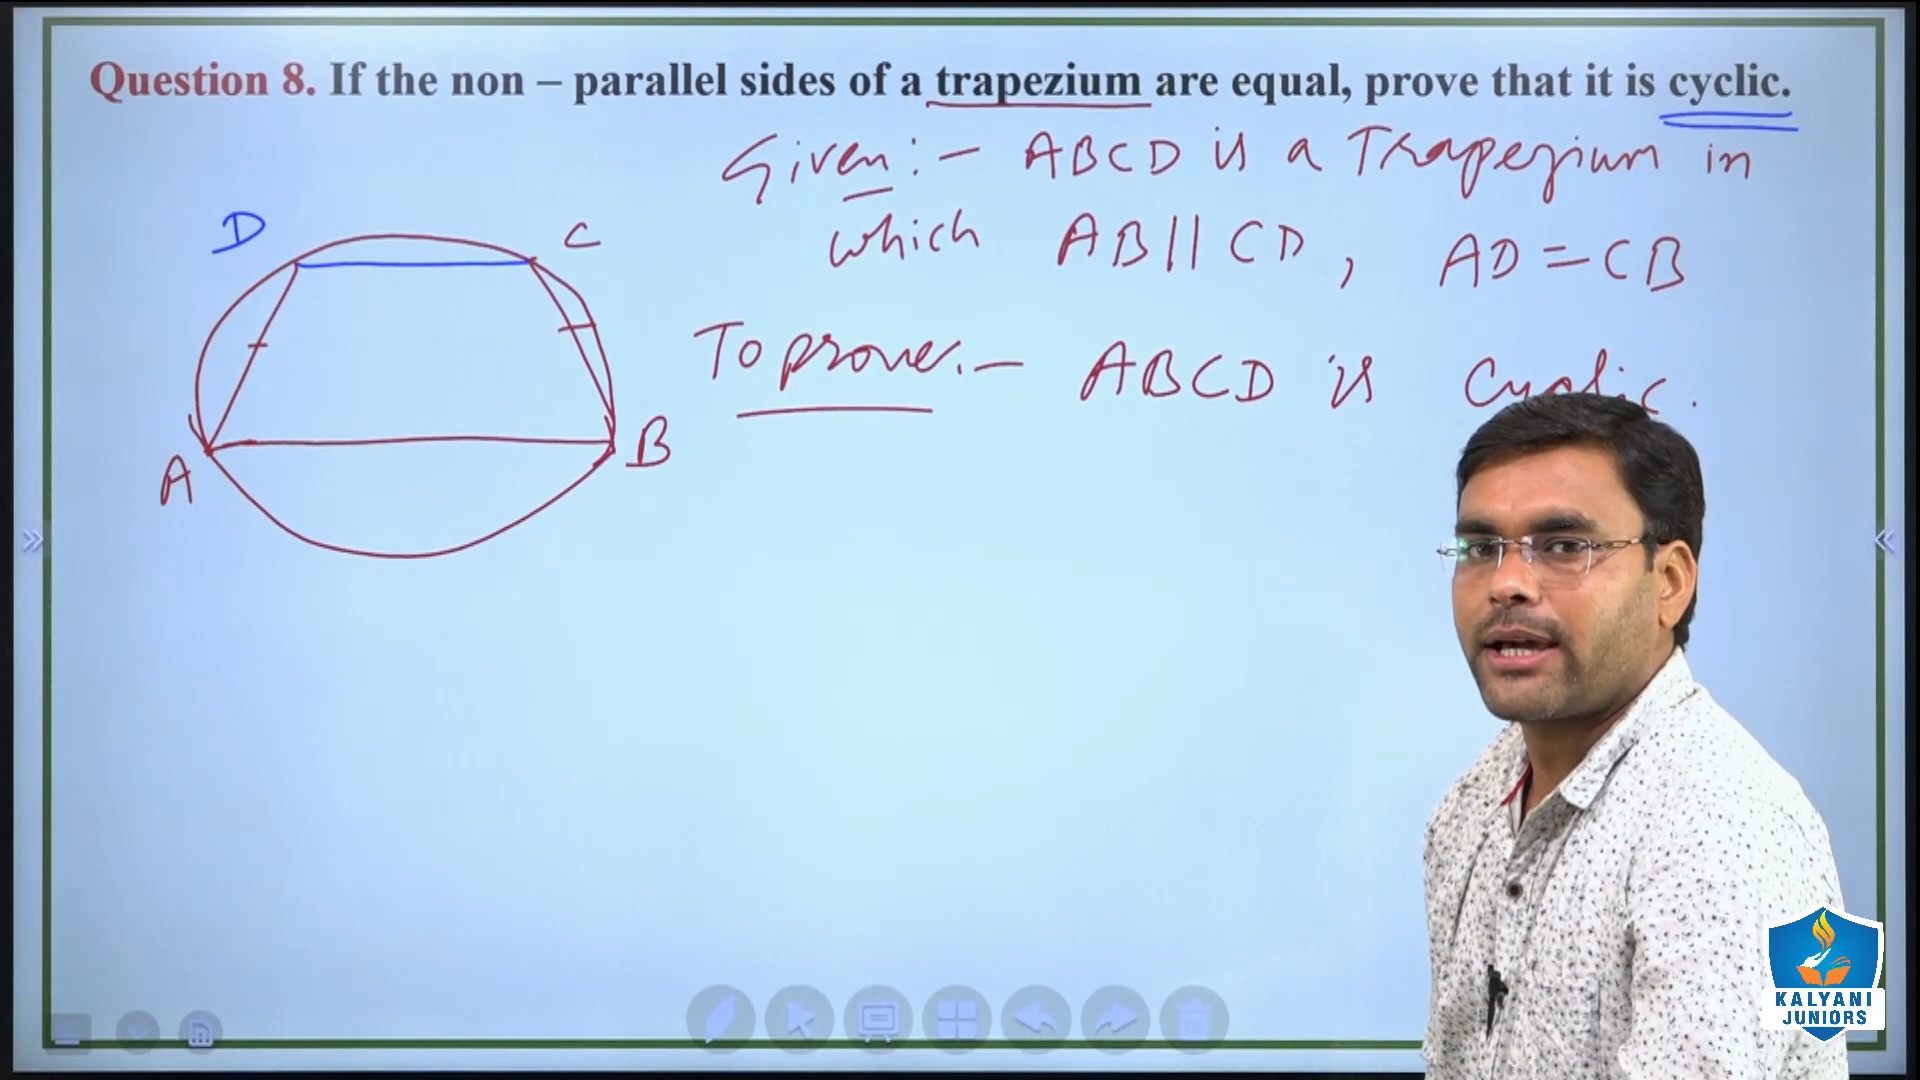 Question 8. If the non – parallel sides of a trapezium are equal, prove that it is cyclic.
Given :- ABCD is a Trapezium in
which AB || CD, AD = CB
To prove.- ABCD is Cyclic.
D
C
A
B
KALYANI
JUNIORS